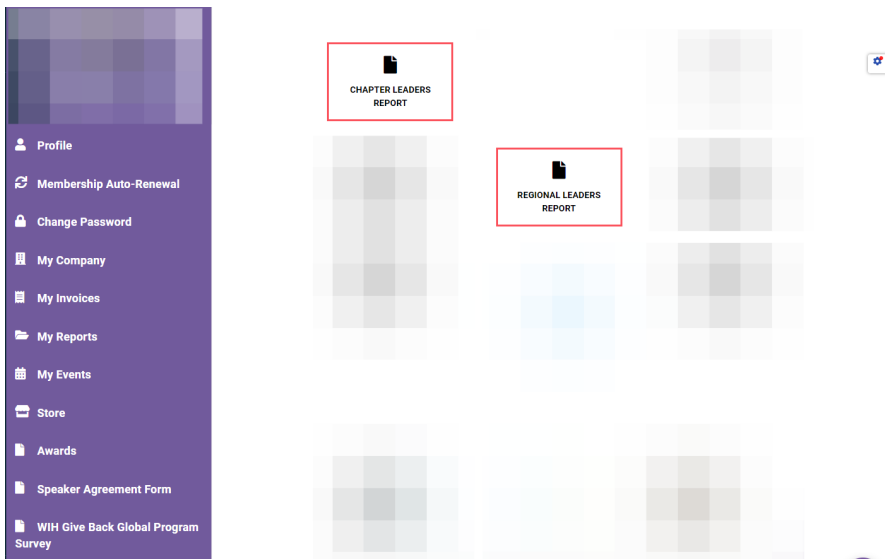 Profile
Membership Auto-Renewal
Change Password
My Company
My Invoices
My Reports
My Events
Store
Awards
Speaker Agreement Form
WIH Give Back Global Program
Survey
CHAPTER LEADERS
REPORT
REGIONAL LEADERS
REPORT